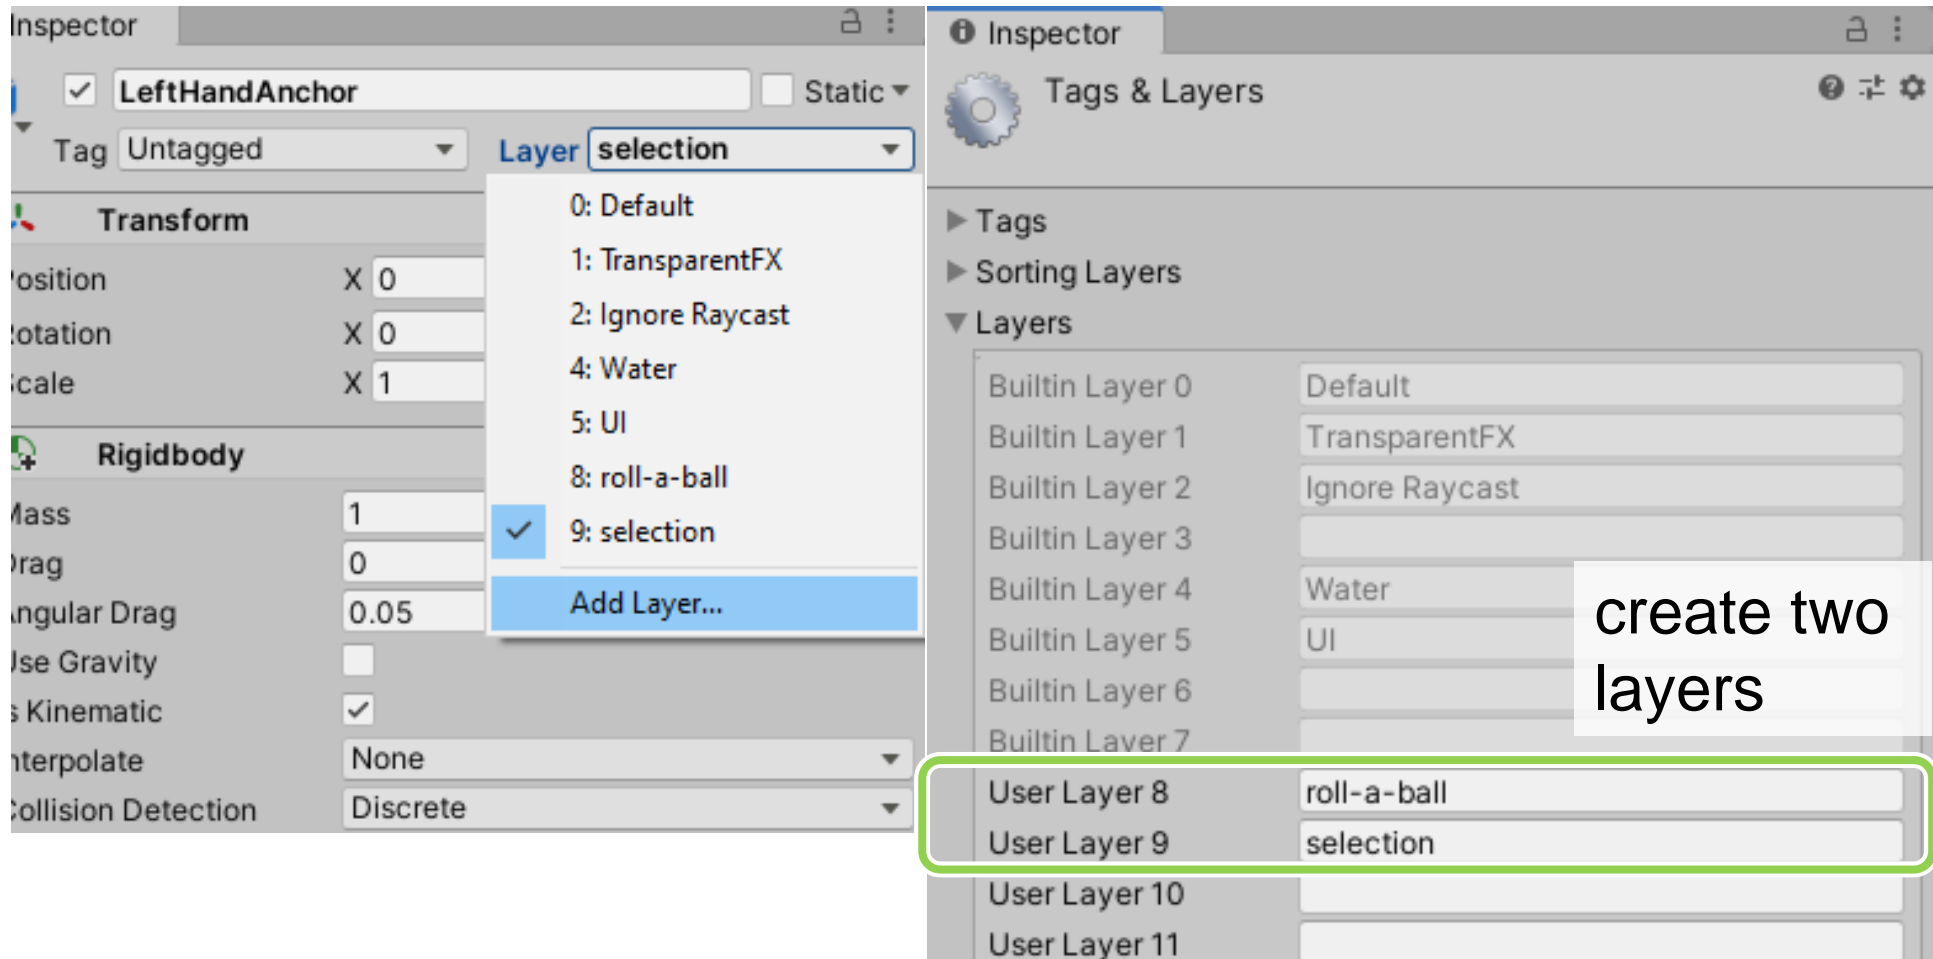 Inspector
LeftHandAnchor Static
Tag Untagged Layer selection
0: Default
1: TransparentFX
2: Ignore Raycast
4: Water
5: UI
8: roll-a-ball
9: selection
Add Layer...
Transform
osition X 0
otation X 0
cale X 1
Rigidbody
Mass 1
rag 0
ngular Drag 0.05
Use Gravity
s Kinematic
nterpolate None
ollision Detection Discrete
Inspector
Tags & Layers
Tags
Sorting Layers
Layers
Builtin Layer 0 Default
Builtin Layer 1 TransparentFX
Builtin Layer 2 Ignore Raycast
Builtin Layer 3
Builtin Layer 4 Water
Builtin Layer 5 UI
Builtin Layer 6
Builtin Layer 7
User Layer 8 roll-a-ball
User Layer 9 selection
User Layer 10
User Layer 11
create two
layers